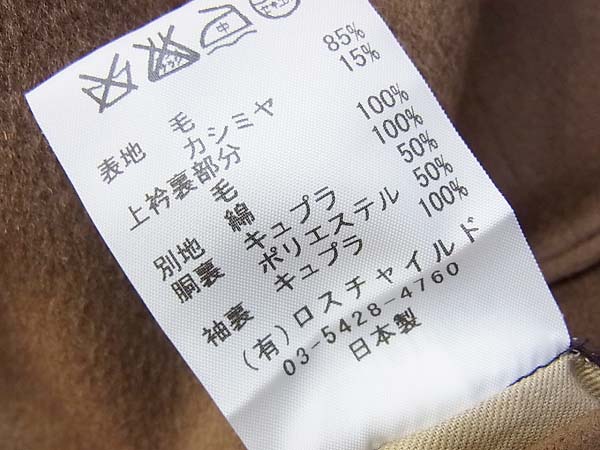 中
表地 毛 85%
カシミヤ 15%
上衿裏部分
毛 100%
別地 綿 100%
胴裏 キュプラ 50%
ポリエステル 50%
袖裏 キュプラ 100%
(有)ロスチャイルド
03-5428-4760
日本製